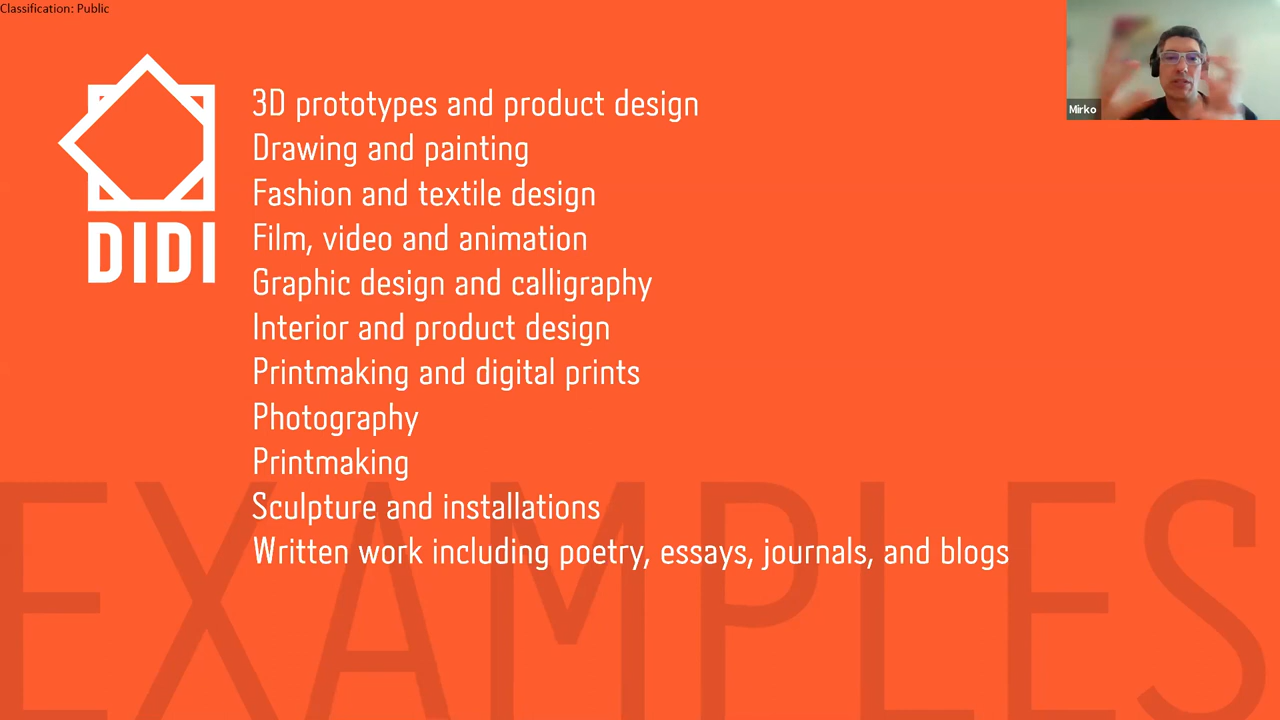 Classification: Public
Mirko
DIDI
3D prototypes and product design
Drawing and painting
Fashion and textile design
Film, video and animation
Graphic design and calligraphy
Interior and product design
Printmaking and digital prints
Photography
Printmaking
Sculpture and installations
Written work including poetry, essays, journals, and blogs
EXAMPLES